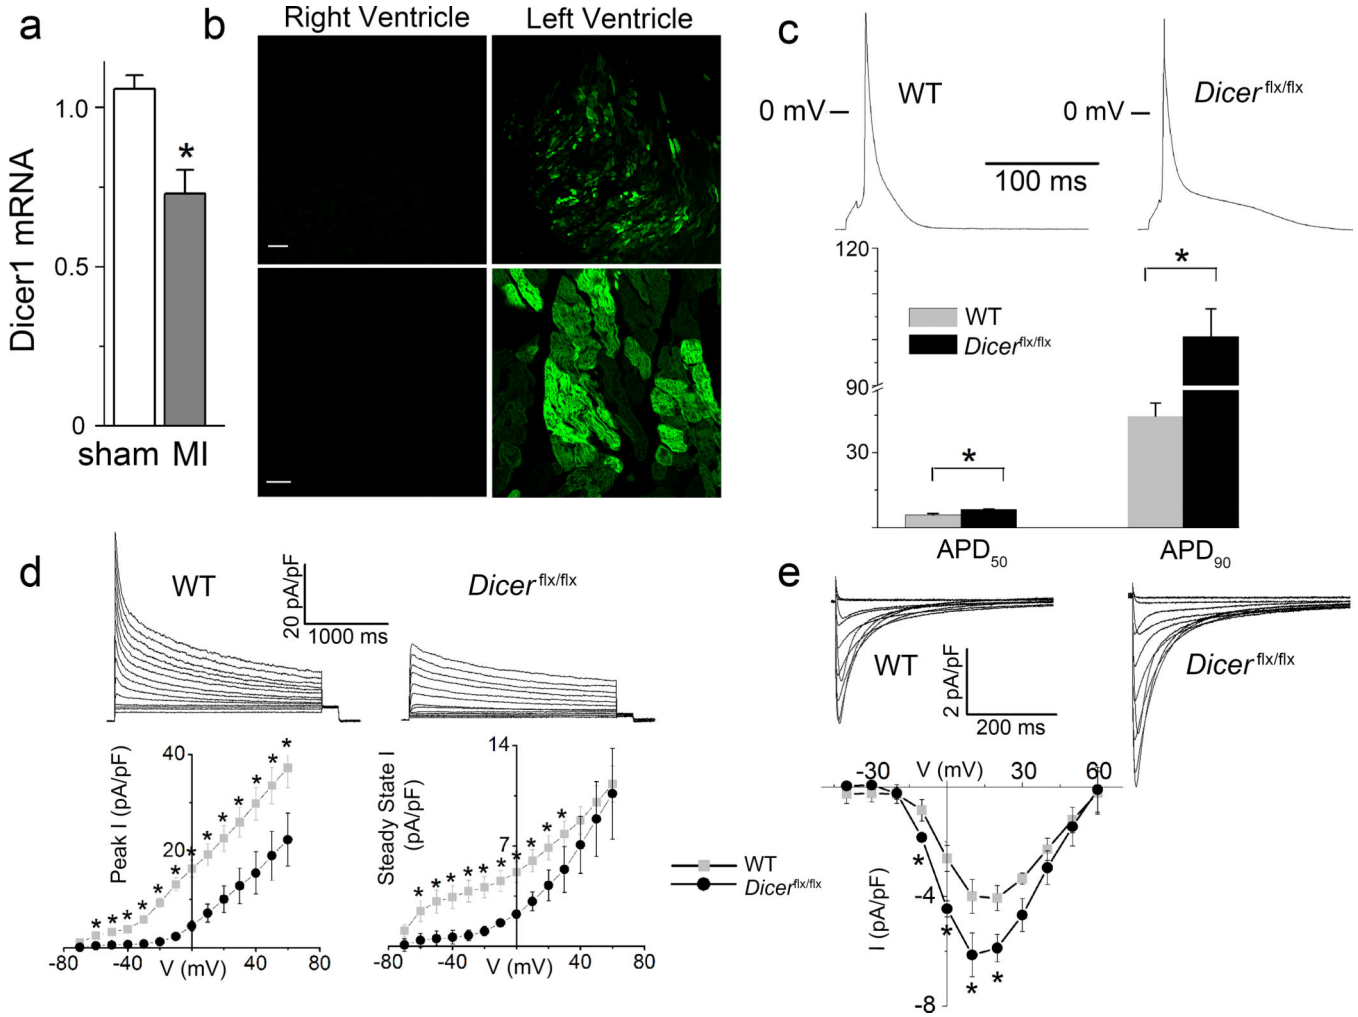 a
1.0
0.5
0
Dicer1 mRNA
*
sham MI
b
Right Ventricle Left Ventricle
c
0 mV
WT
0 mV
Dicer flx/flx
100 ms
120
90
30
WT
Dicer flx/flx
*
*
APD50
APD90
d
WT
20 pA/pF
1000 ms
Dicer flx/flx
Peak I (pA/pF)
40
20
* * * * * * * * * * * * *
-80 -40 0 40 80
V (mV)
Steady State I
(pA/pF)
14
7
* * * * * * * * * *
-80 -40 0 40 80
V (mV)
WT
Dicer flx/flx
e
WT
2 pA/pF
200 ms
Dicer flx/flx
-30 V (mV) 30 60
I (pA/pF)
-4
-8
* * * *